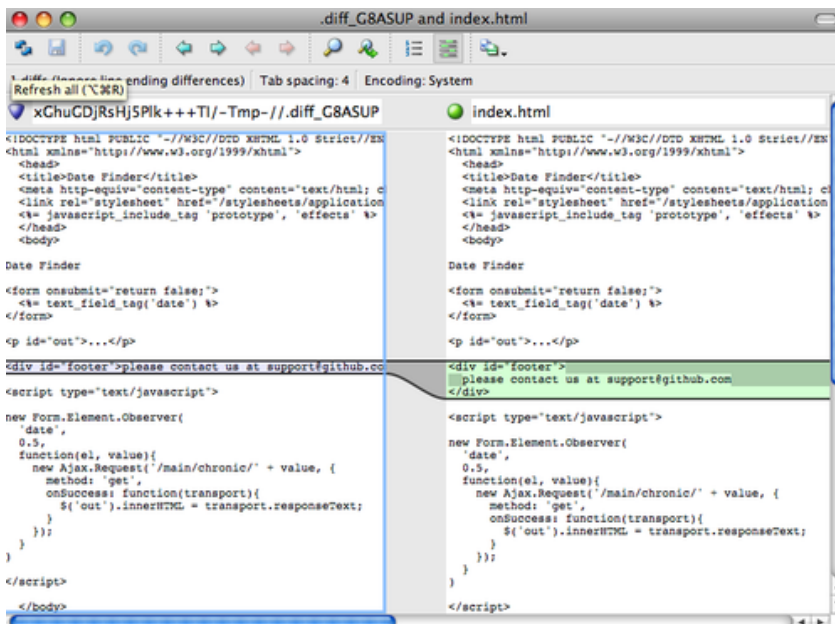 .diff_G8ASUP and index.html
1 diffs (Ignore line ending differences) Tab spacing: 4 Encoding: System
Refresh all (⌥⌘R)
xGhuGDjRsHj5Plk+++TI/-Tmp-//.diff_G8ASUP
<!DOCTYPE html PUBLIC "-//W3C//DTD XHTML 1.0 Strict//EN
<html xmlns="http://www.w3.org/1999/xhtml">
<head>
<title>Date Finder</title>
<meta http-equiv="content-type" content="text/html; c
<link rel="stylesheet" href="/stylesheets/application
<%= javascript_include_tag 'prototype', 'effects' %>
</head>
<body>
Date Finder
<form onsubmit="return false;">
<%= text_field_tag('date') %>
</form>
<p id="out">...</p>
<div id="footer">please contact us at support@github.co
<script type="text/javascript">
new Form.Element.Observer(
'date',
0.5,
function(el, value){
new Ajax.Request('/main/chronic/' + value, {
method: 'get',
onSuccess: function(transport){
$('out').innerHTML = transport.responseText;
}
});
}
)
</script>
</body>
index.html
<!DOCTYPE html PUBLIC "-//W3C//DTD XHTML 1.0 Strict//EN
<html xmlns="http://www.w3.org/1999/xhtml">
<head>
<title>Date Finder</title>
<meta http-equiv="content-type" content="text/html; c
<link rel="stylesheet" href="/stylesheets/application
<%= javascript_include_tag 'prototype', 'effects' %>
</head>
<body>
Date Finder
<form onsubmit="return false;">
<%= text_field_tag('date') %>
</form>
<p id="out">...</p>
<div id="footer">
please contact us at support@github.com
</div>
<script type="text/javascript">
new Form.Element.Observer(
'date',
0.5,
function(el, value){
new Ajax.Request('/main/chronic/' + value, {
method: 'get',
onSuccess: function(transport){
$('out').innerHTML = transport.responseText;
}
});
}
)
</script>